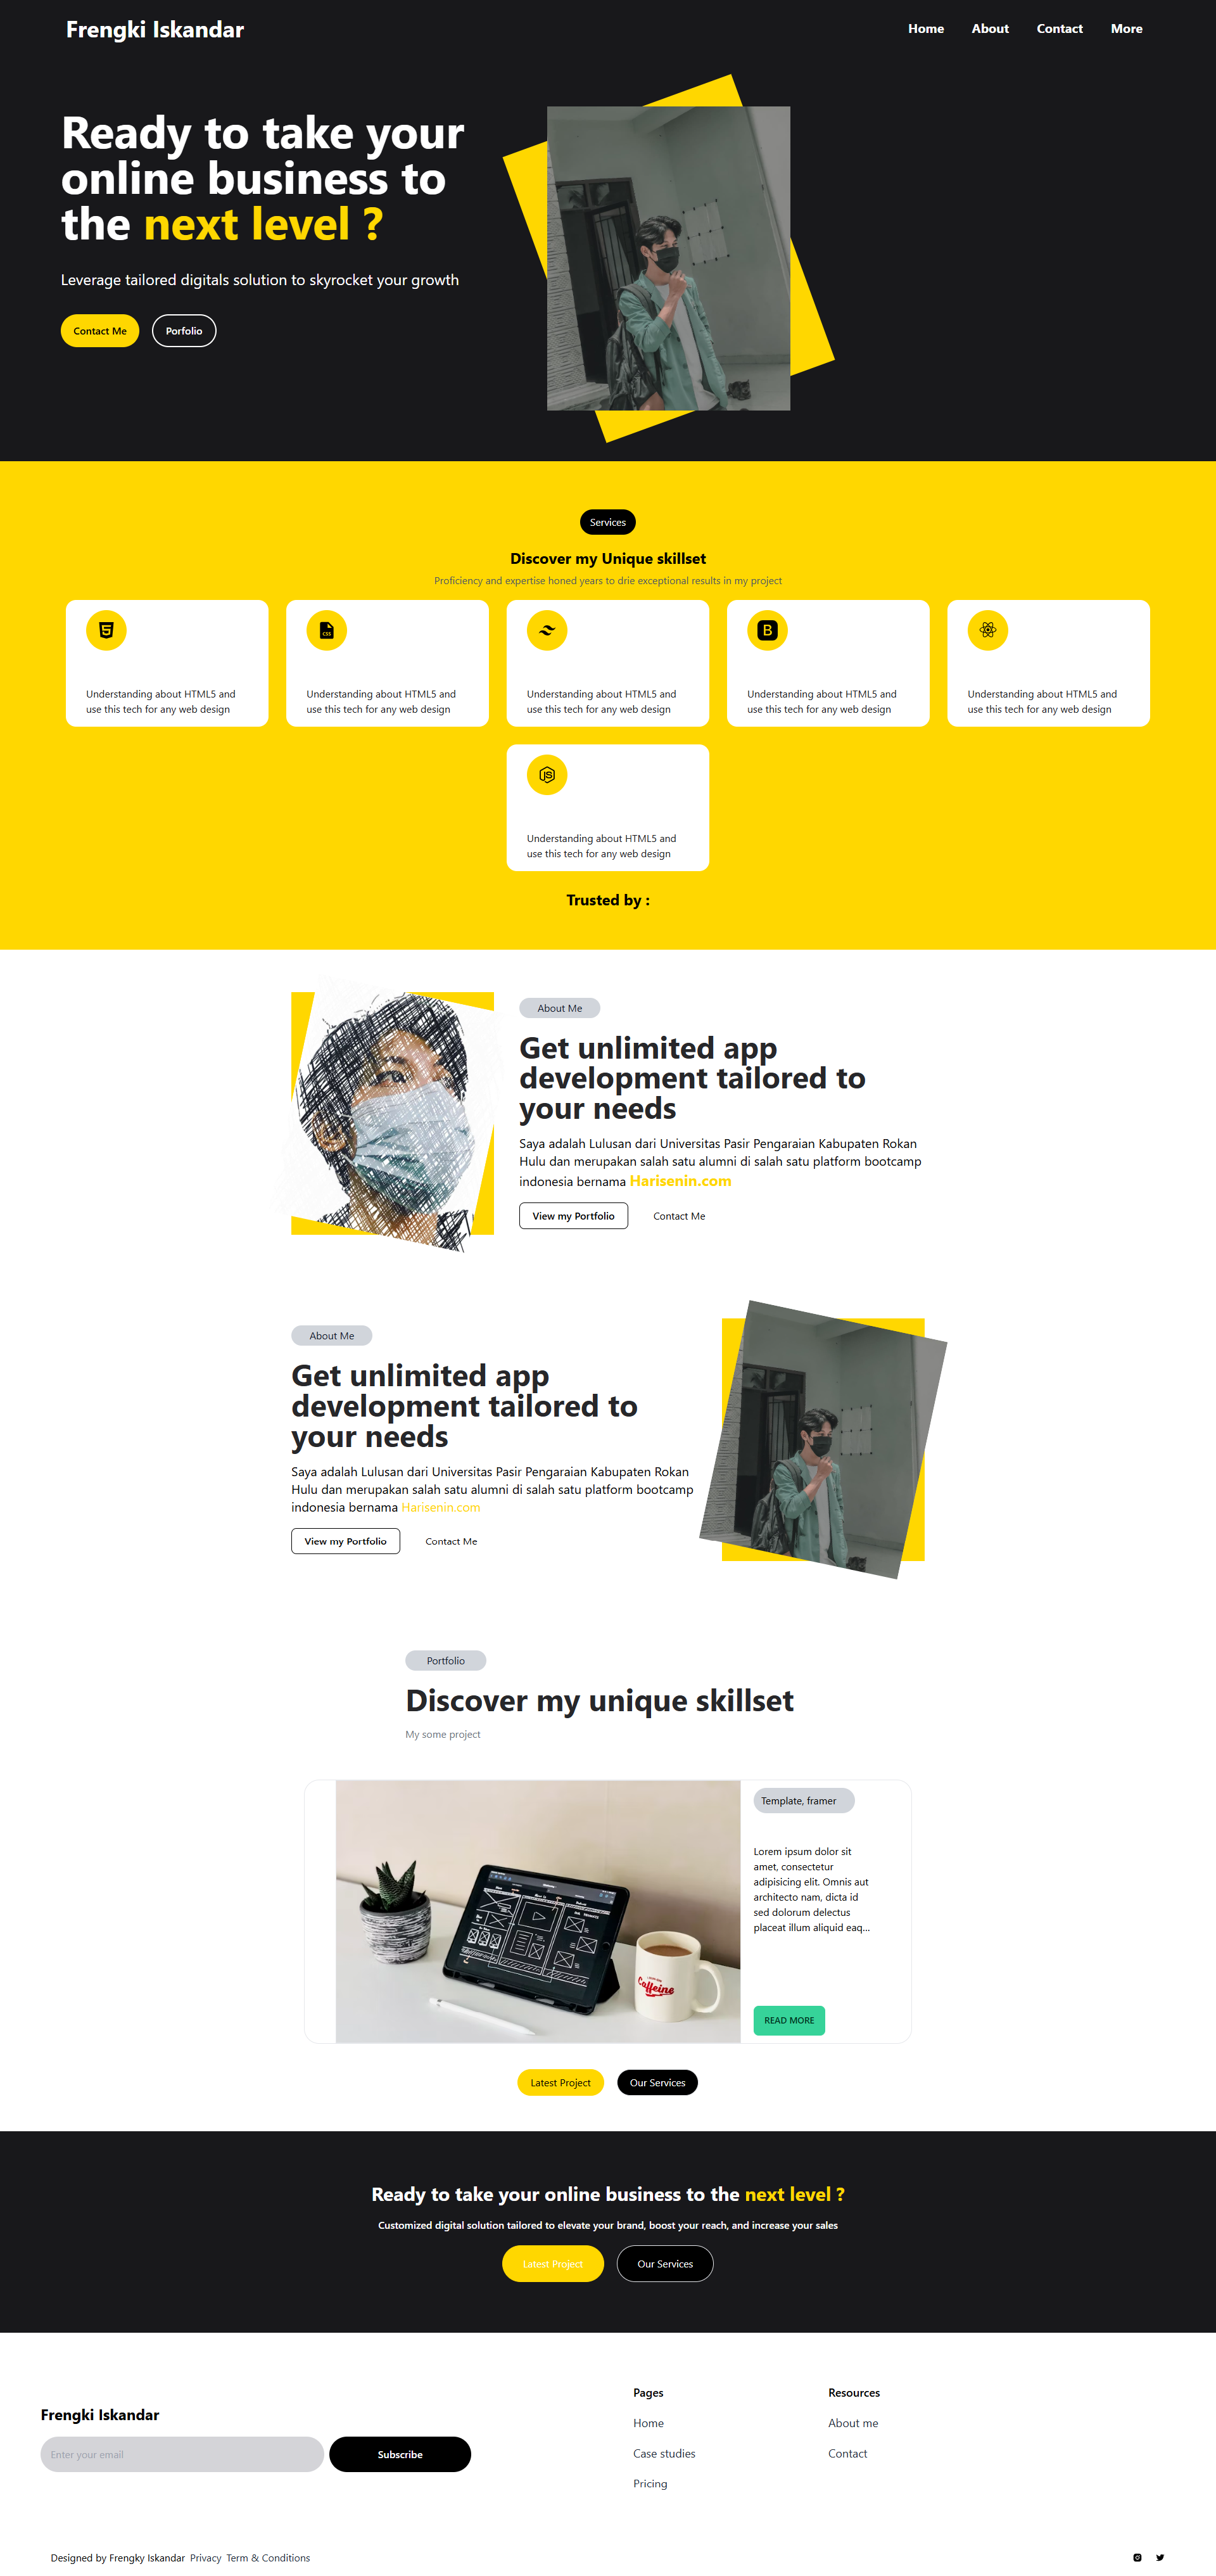 Frengki Iskandar
Home
About
Contact
More
Ready to take your
online business to
the next level ?
Leverage tailored digitals solution to skyrocket your growth
Contact Me
Porfolio
Services
Discover my Unique skillset
Proficiency and expertise honed years to drie exceptional results in my project
Understanding about HTML5 and
use this tech for any web design
CSS
Understanding about HTML5 and
use this tech for any web design
Understanding about HTML5 and
use this tech for any web design
B
Understanding about HTML5 and
use this tech for any web design
Understanding about HTML5 and
use this tech for any web design
JS
Understanding about HTML5 and
use this tech for any web design
Trusted by :
About Me
Get unlimited app
development tailored to
your needs
Saya adalah Lulusan dari Universitas Pasir Pengaraian Kabupaten Rokan
Hulu dan merupakan salah satu alumni di salah satu platform bootcamp
indonesia bernama Harisenin.com
View my Portfolio
Contact Me
About Me
Get unlimited app
development tailored to
your needs
Saya adalah Lulusan dari Universitas Pasir Pengaraian Kabupaten Rokan
Hulu dan merupakan salah satu alumni di salah satu platform bootcamp
indonesia bernama Harisenin.com
View my Portfolio
Contact Me
Portfolio
Discover my unique skillset
My some project
Caffeine
Template, framer
Lorem ipsum dolor sit
amet, consectetur
adipisicing elit. Omnis aut
architecto nam, dicta id
sed dolorum delectus
placeat illum aliquid eaq...
READ MORE
Latest Project
Our Services
Ready to take your online business to the next level ?
Customized digital solution tailored to elevate your brand, boost your reach, and increase your sales
Latest Project
Our Services
Frengki Iskandar
Enter your email
Subscribe
Pages
Home
Case studies
Pricing
Resources
About me
Contact
Designed by Frengky Iskandar Privacy Term & Conditions